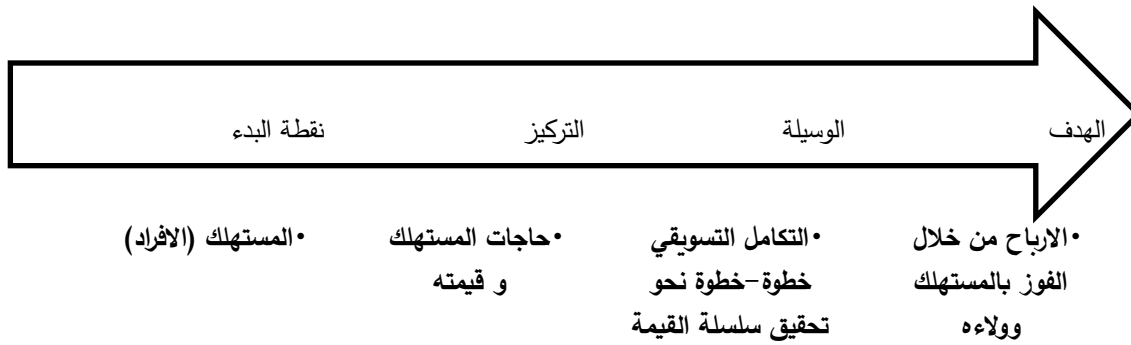 نقطة البدء
التركيز
الوسيلة
الهدف
•المستهلك (الافراد)
•حاجات المستهلك
و قيمته
•التكامل التسويقي
خطوة-خطوة نحو
تحقيق سلسلة القيمة
•الارباح من خلال
الفوز بالمستهلك
وولاءه